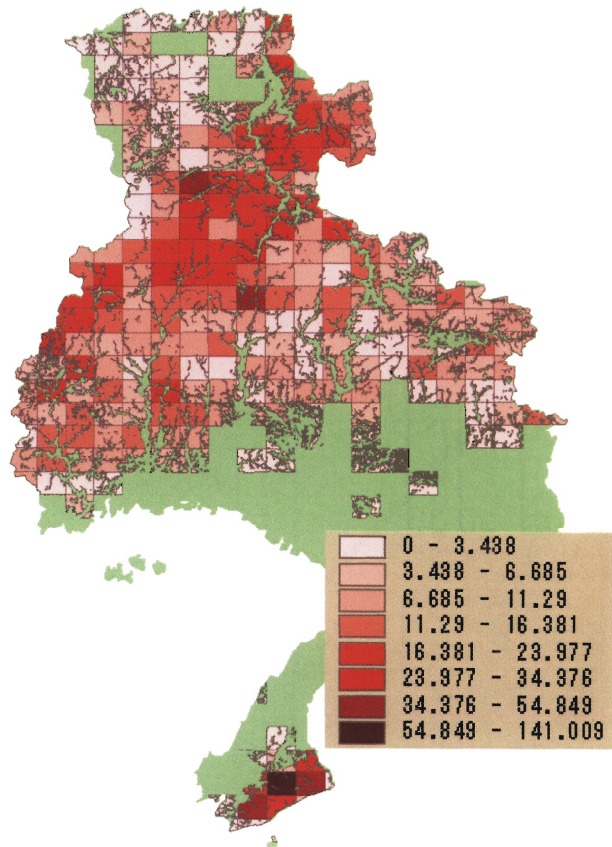 0 - 3.438
3.438 - 6.685
6.685 - 11.29
11.29 - 16.381
16.381 - 23.977
23.977 - 34.376
34.376 - 54.849
54.849 - 141.009